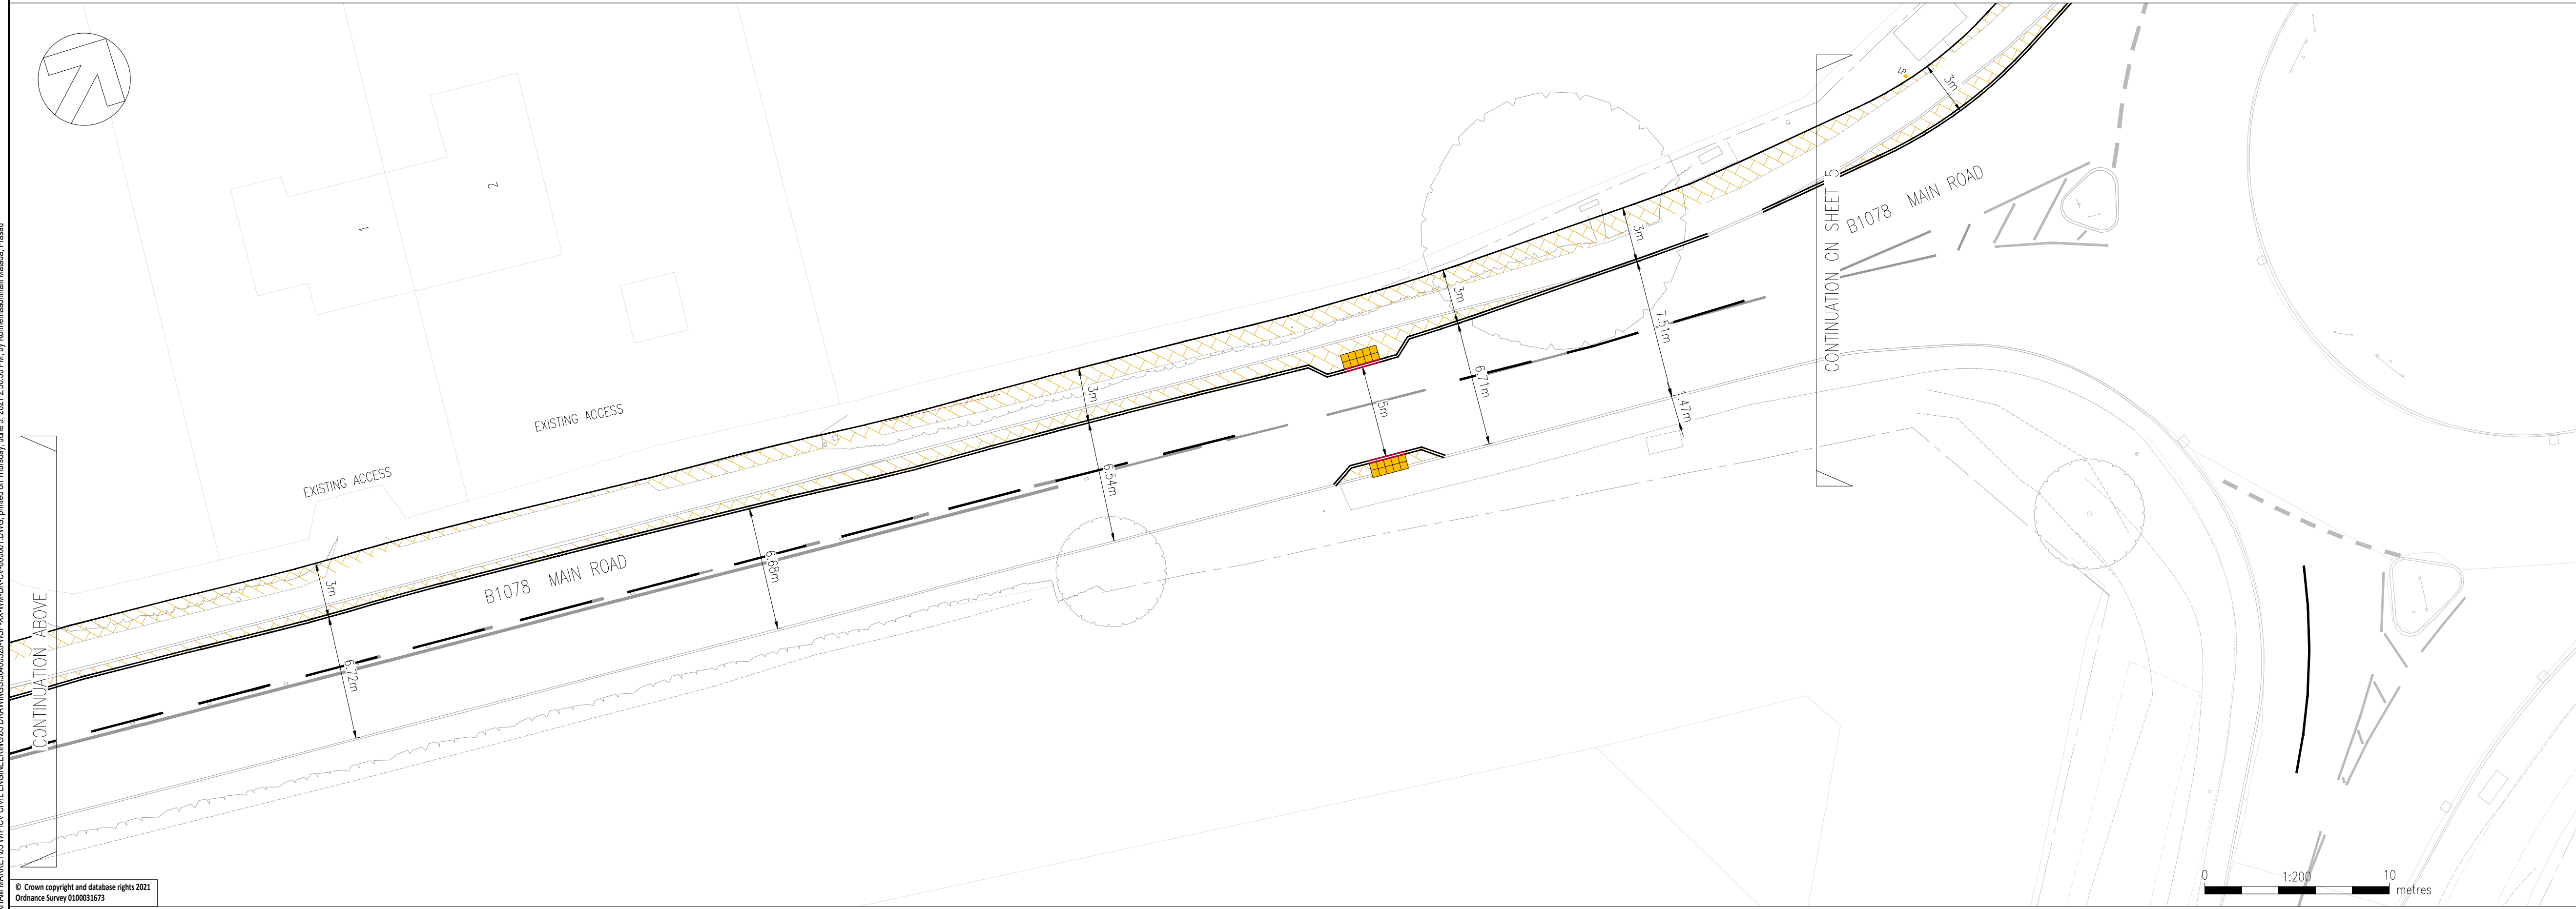 1
2
EXISTING ACCESS
EXISTING ACCESS
CONTINUATION ABOVE
3m
6.72m
B1078 MAIN ROAD
6.68m
3m
6.54m
5m
3m
6.71m
3m
7.51m
1.47m
CONTINUATION ON SHEET 5
LP
3m
B1078 MAIN ROAD
© Crown copyright and database rights 2021
Ordnance Survey 0100031673
0 1:200 10
metres